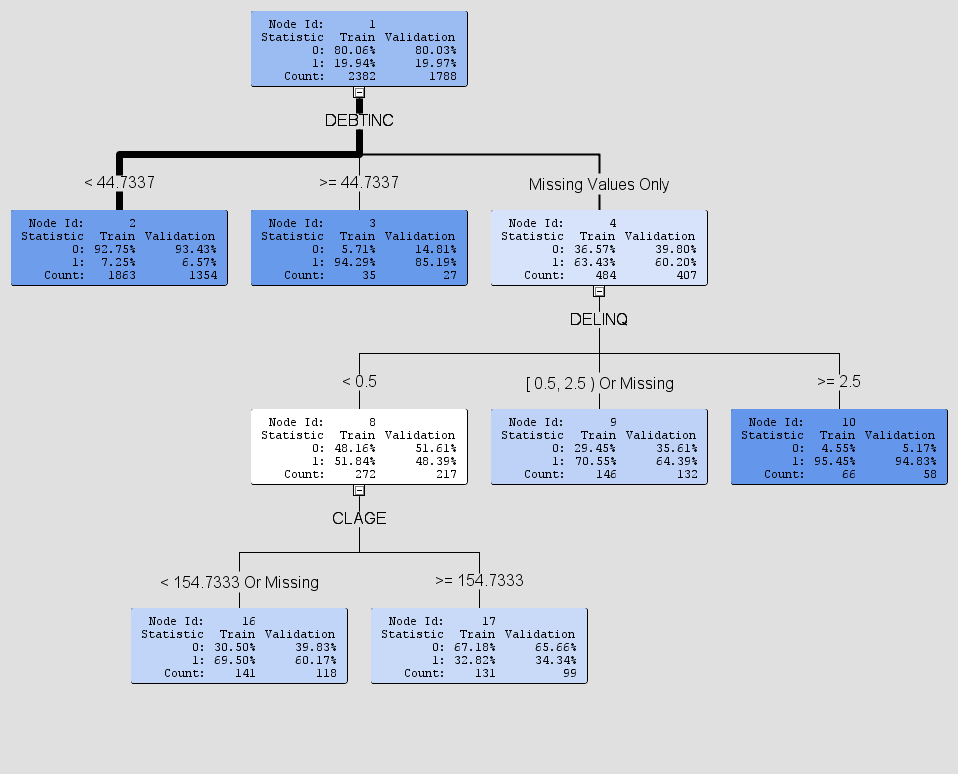 Node Id: 1
Statistic Train Validation
0: 80.06% 80.03%
1: 19.94% 19.97%
Count: 2382 1788
DEBTINC
< 44.7337
>= 44.7337
Missing Values Only
Node Id: 2
Statistic Train Validation
0: 92.75% 93.43%
1: 7.25% 6.57%
Count: 1863 1354
Node Id: 3
Statistic Train Validation
0: 5.71% 14.81%
1: 94.29% 85.19%
Count: 35 27
Node Id: 4
Statistic Train Validation
0: 36.57% 39.80%
1: 63.43% 60.20%
Count: 484 407
DELINQ
< 0.5
[ 0.5, 2.5 ) Or Missing
>= 2.5
Node Id: 8
Statistic Train Validation
0: 48.16% 51.61%
1: 51.84% 48.39%
Count: 272 217
Node Id: 9
Statistic Train Validation
0: 29.45% 35.61%
1: 70.55% 64.39%
Count: 146 132
Node Id: 10
Statistic Train Validation
0: 4.55% 5.17%
1: 95.45% 94.83%
Count: 66 58
CLAGE
< 154.7333 Or Missing
>= 154.7333
Node Id: 16
Statistic Train Validation
0: 30.50% 39.83%
1: 69.50% 60.17%
Count: 141 118
Node Id: 17
Statistic Train Validation
0: 67.18% 65.66%
1: 32.82% 34.34%
Count: 131 99